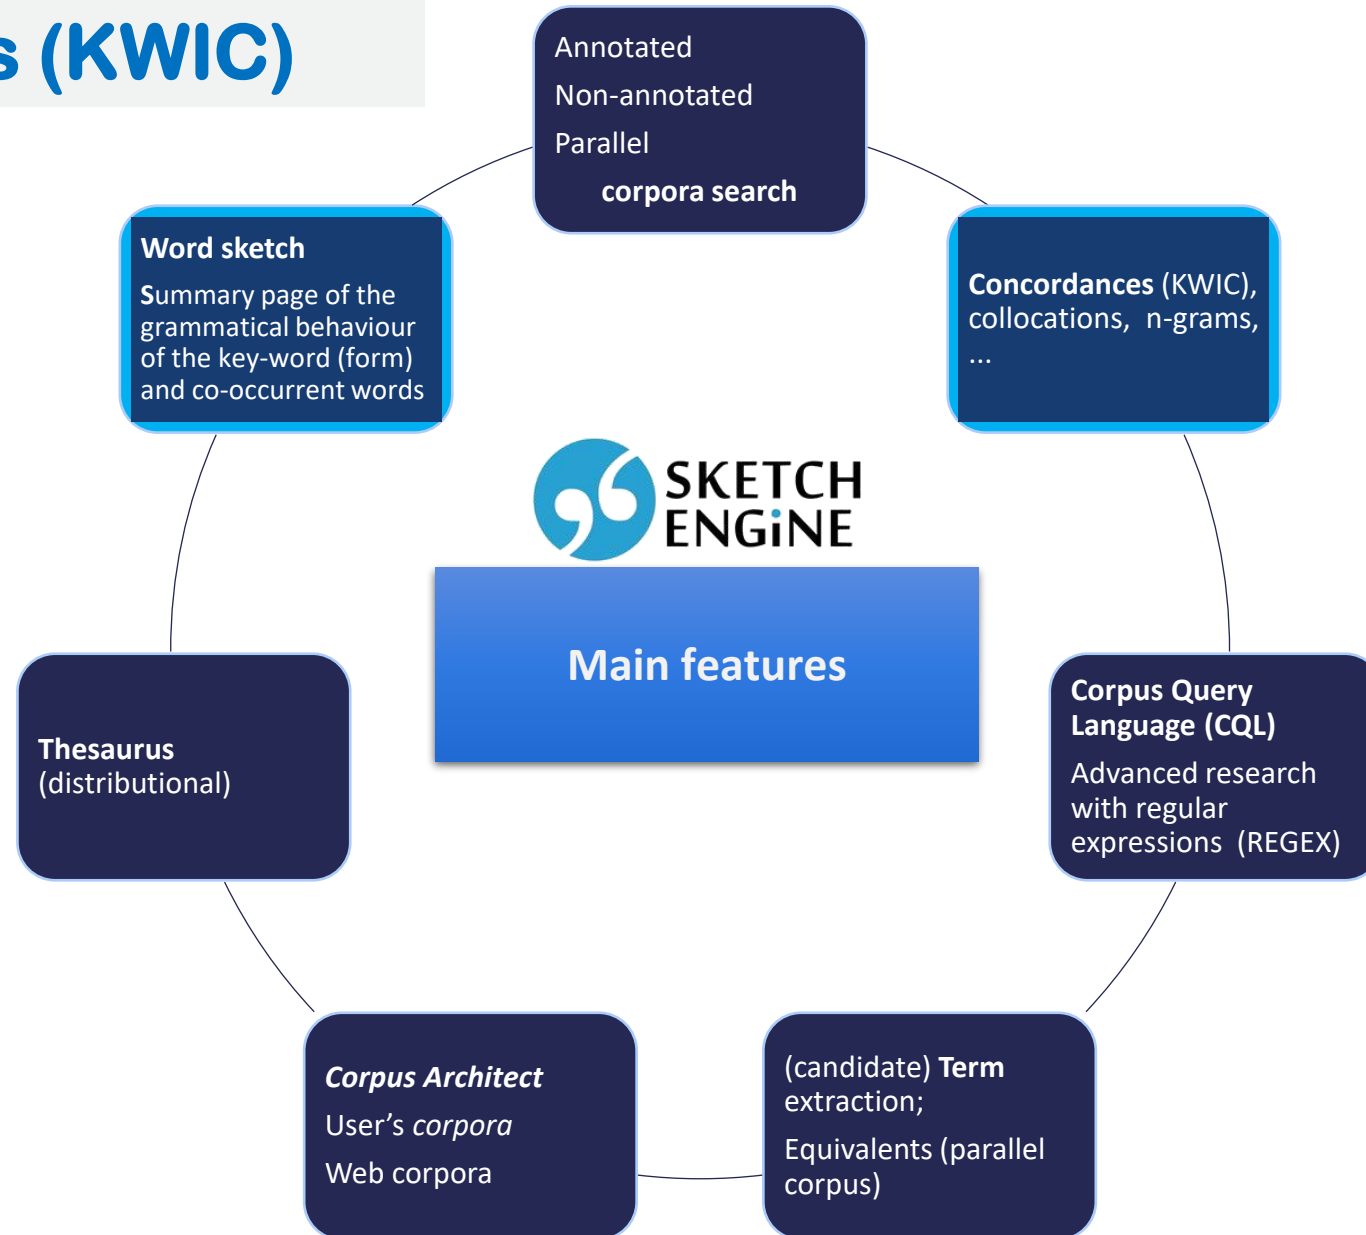 s (KWIC)
Annotated
Non-annotated
Parallel
corpora search
Word sketch
Summary page of the
grammatical behaviour
of the key-word (form)
and co-occurrent words
Concordances (KWIC),
collocations, n-grams,
...
SKETCH
ENGiNE
Main features
Thesaurus
(distributional)
Corpus Query
Language (CQL)
Advanced research
with regular
expressions (REGEX)
Corpus Architect
User’s corpora
Web corpora
(candidate) Term
extraction;
Equivalents (parallel
corpus)